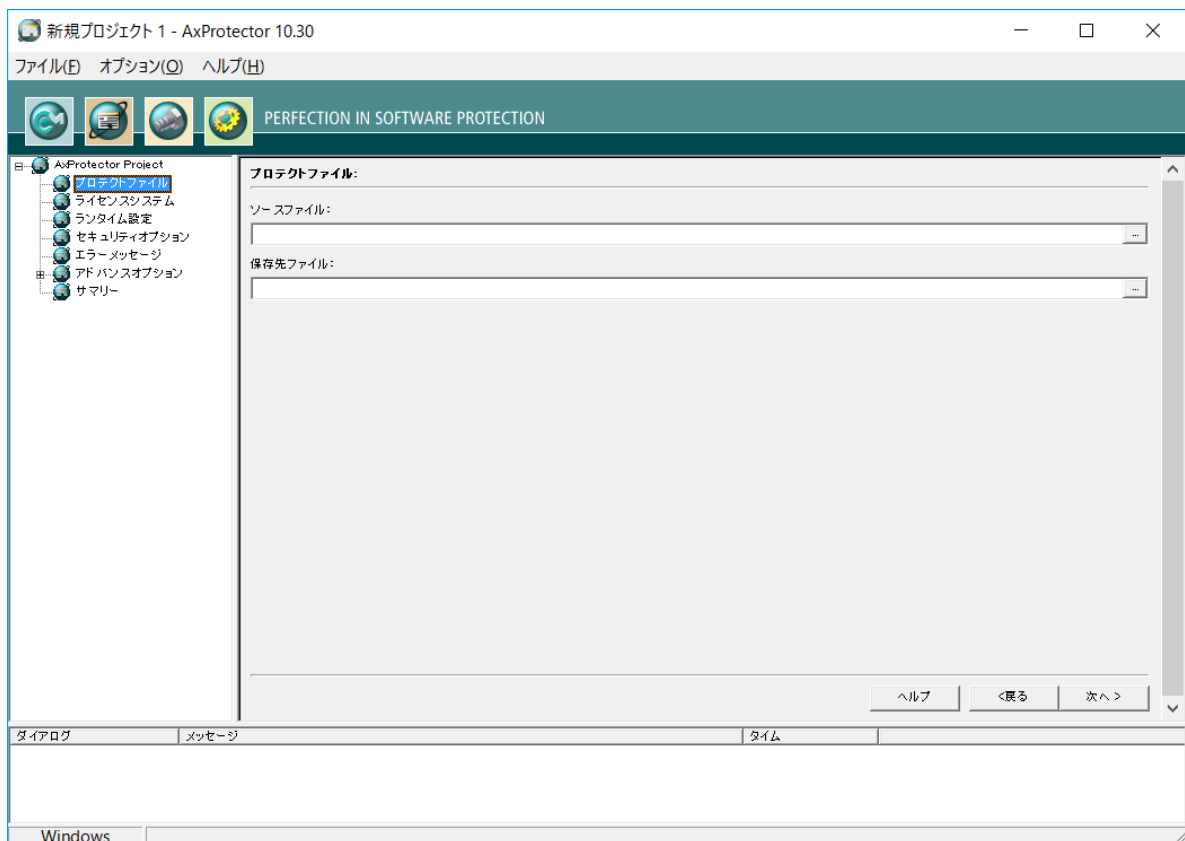 新規プロジェクト 1 - AxProtector 10.30
ファイル(F) オプション(O) ヘルプ(H)
PERFECTION IN SOFTWARE PROTECTION
AxProtector Project
プロテクトファイル
ライセンスシステム
ランタイム設定
セキュリティオプション
エラーメッセージ
アドバンスオプション
サマリー
プロテクトファイル:
ソースファイル:
...
保存先ファイル:
...
ヘルプ <戻る 次へ >
ダイアログ メッセージ タイム
Windows